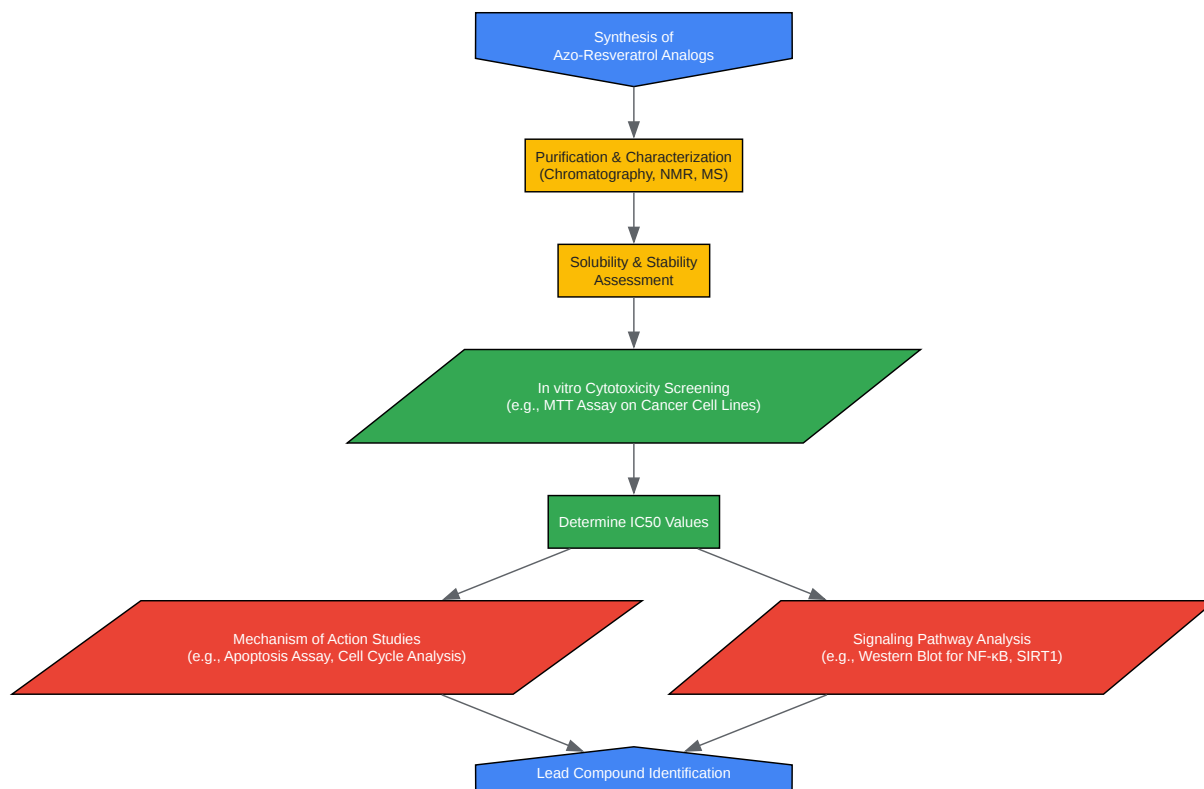 Synthesis of
Azo-Resveratrol Analogs
Purification & Characterization
(Chromatography, NMR, MS)
Solubility & Stability
Assessment
In vitro Cytotoxicity Screening
(e.g., MTT Assay on Cancer Cell Lines)
Determine IC50 Values
Mechanism of Action Studies
(e.g., Apoptosis Assay, Cell Cycle Analysis)
Signaling Pathway Analysis
(e.g., Western Blot for NF-κB, SIRT1)
Lead Compound Identification